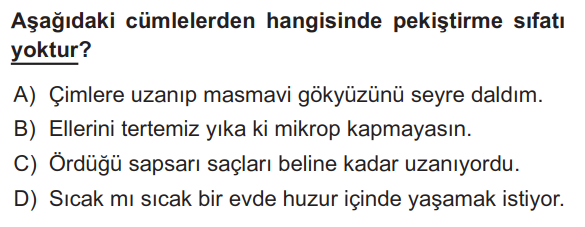 Aşağıdaki cümlelerden hangisinde pekiştirme sıfatı
yoktur?
A) Çimlere uzanıp masmavi gökyüzünü seyre daldım.
B) Ellerini tertemiz yıka ki mikrop kapmayasın.
C) Ördüğü sapsarı saçları beline kadar uzanıyordu.
D) Sıcak mı sıcak bir evde huzur içinde yaşamak istiyor.